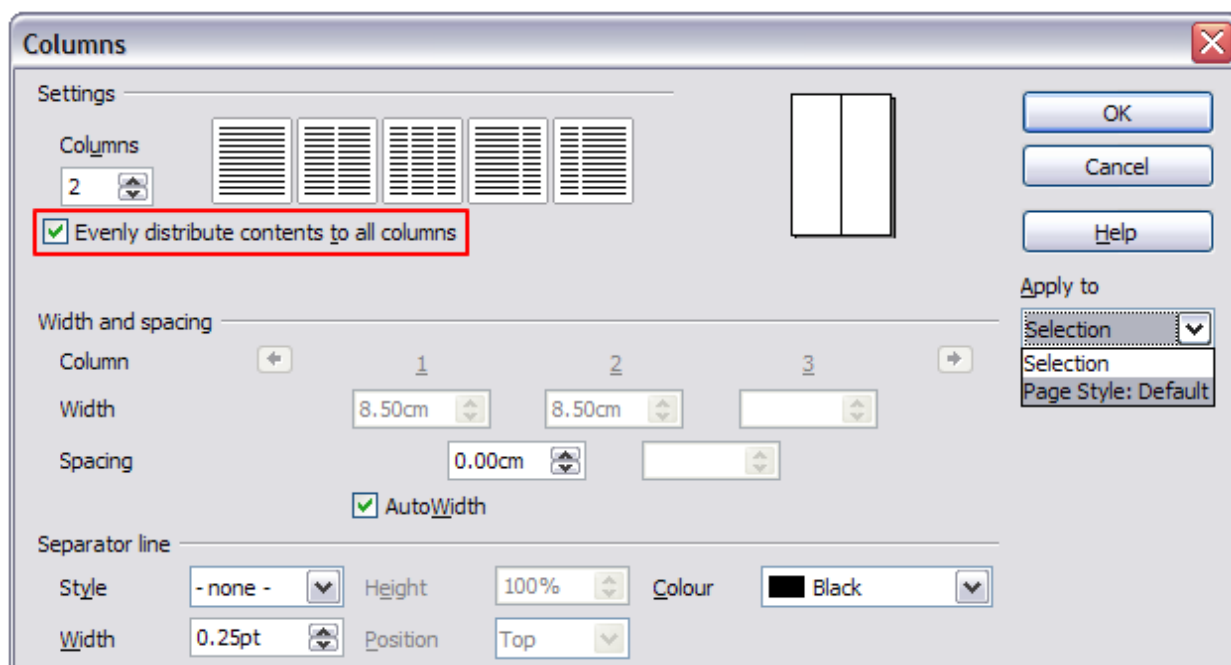 Columns
Settings
Columns
2
Evenly distribute contents to all columns
OK
Cancel
Help
Apply to
Selection
Selection
Page Style: Default
Width and spacing
Column 1 2 3
Width 8.50cm 8.50cm
Spacing 0.00cm
AutoWidth
Separator line
Style - none - Height 100% Colour Black
Width 0.25pt Position Top